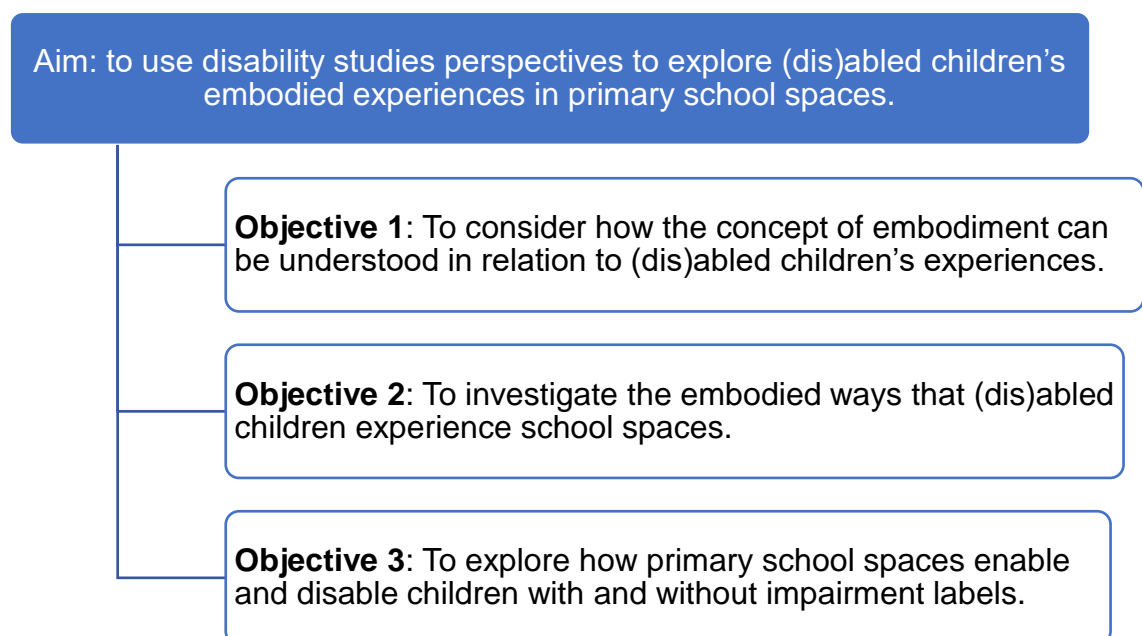 Aim: to use disability studies perspectives to explore (dis)abled children’s
embodied experiences in primary school spaces.
Objective 1: To consider how the concept of embodiment can
be understood in relation to (dis)abled children’s experiences.
Objective 2: To investigate the embodied ways that (dis)abled
children experience school spaces.
Objective 3: To explore how primary school spaces enable
and disable children with and without impairment labels.